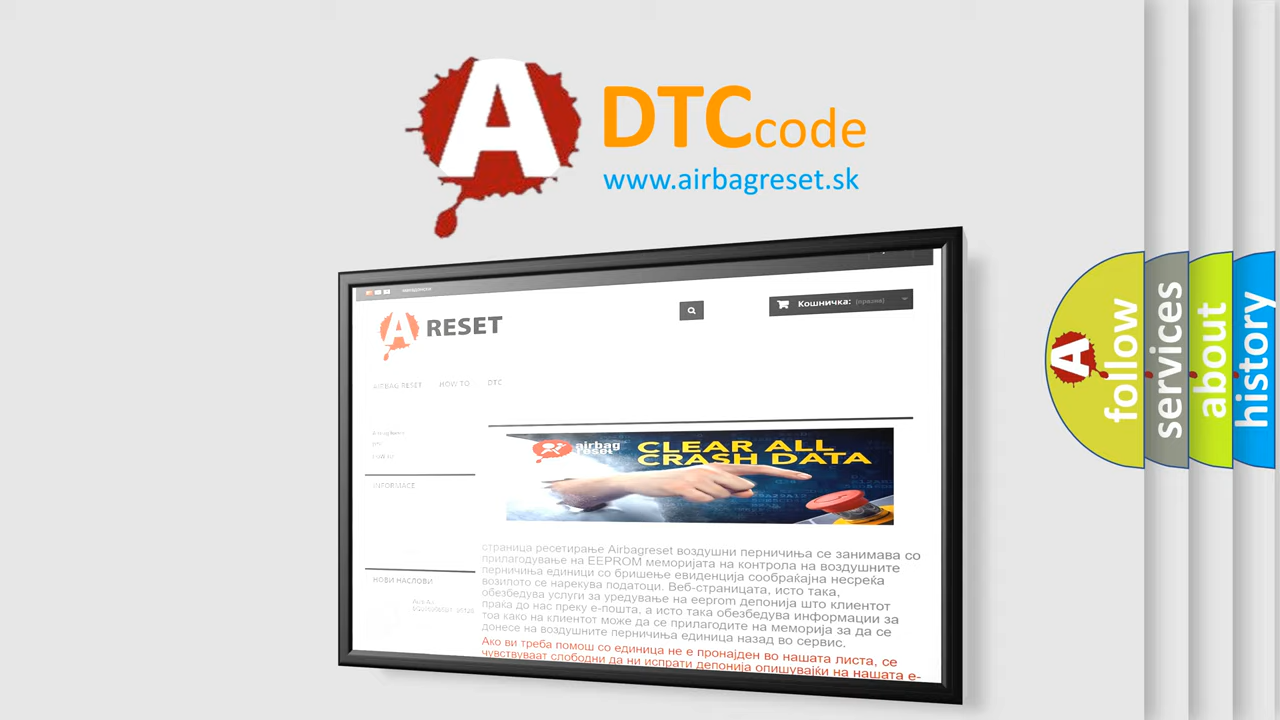 A
DTC code
www.airbagreset.sk
A RESET
Кошничка: (празна)
AIRBAG RESET HOW TO DTC
INFORMACE
airbag
reset
CLEAR ALL
CRASH DATA
страница ресетирање Airbagreset воздушни перничиња се занимава со
прилагодување на EEPROM меморијата на контрола на воздушните
перничиња единици со бришење евиденција сообраќајна несреќа
возилото се нарекува податоци. Веб-страницата, исто така,
обезбедува услуги за уредување на eeprom депонија што клиентот
праќа до нас преку е-пошта, а исто така обезбедува информации за
тоа како на клиентот може да се прилагодите на меморија за да се
донесе на воздушните перничиња единица назад во сервис.
Ако ви треба помош со единица не е пронајден во нашата листа, се
чувствуваат слободни да ни испрати депонија опишувајќи на нашата е-
НОВИ НАСЛОВИ
A
follow
services
about
history